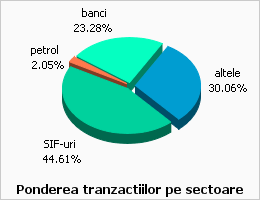 banci
23.28%
petrol
2.05%
altele
30.06%
SIF-uri
44.61%
Ponderea tranzactiilor pe sectoare